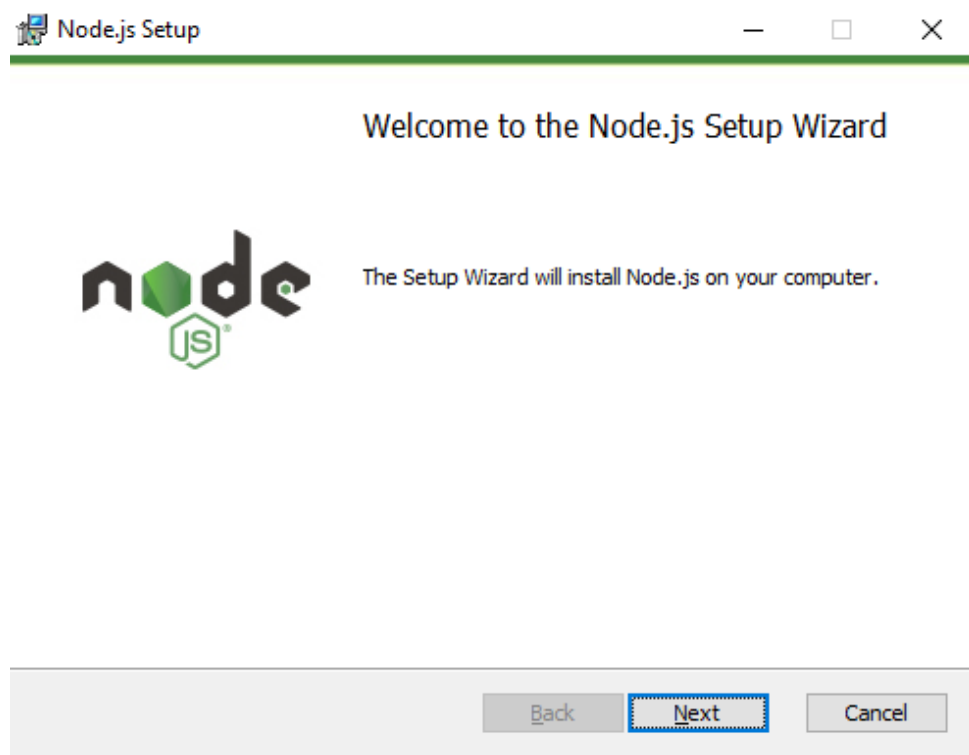 Node.js Setup
Welcome to the Node.js Setup Wizard
node
JS®
The Setup Wizard will install Node.js on your computer.
Back Next Cancel